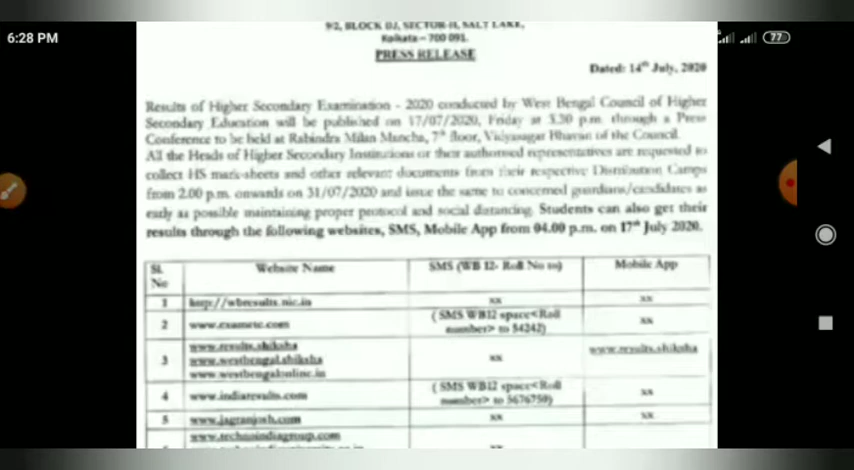 6:28 PM
77
92, BLOCK DJ, SECTOR-II, SALT LAKE,
Kolkata – 700 091.
PRESS RELEASE
Dated: 14th July, 2020
Results of Higher Secondary Examination - 2020 conducted by West Bengal Council of Higher
Secondary Education will be published on 17/07/2020, Friday at 3.30 p.m. through a Press
Conference to be held at Rabindra Milan Mancha, 7th floor, Vidyasagar Bhavan of the Council.
All the Heads of Higher Secondary Institutions or their authorised representatives are requested to
collect HS mark-sheets and other relevant documents from their respective Distribution Camps
from 2.00 p.m. onwards on 31/07/2020 and issue the same to concerned guardians/candidates as
early as possible maintaining proper protocol and social distancing. Students can also get their
results through the following websites, SMS, Mobile App from 04.00 p.m. on 17th July 2020.
Sl. No Website Name SMS (WB 12- Roll No to) Mobile App
1 http://wbresults.nic.in xx xx
2 www.exametc.com (SMS WB12 space<Roll number> to 54242) xx
3 www.results.shiksha xx www.results.shiksha
www.westbengal.shiksha
www.westbengalonline.in
4 www.indiaresults.com (SMS WB12 space<Roll number> to 5676750) xx
5 www.jagranjosh.com xx xx
www.technoindiagroup.com